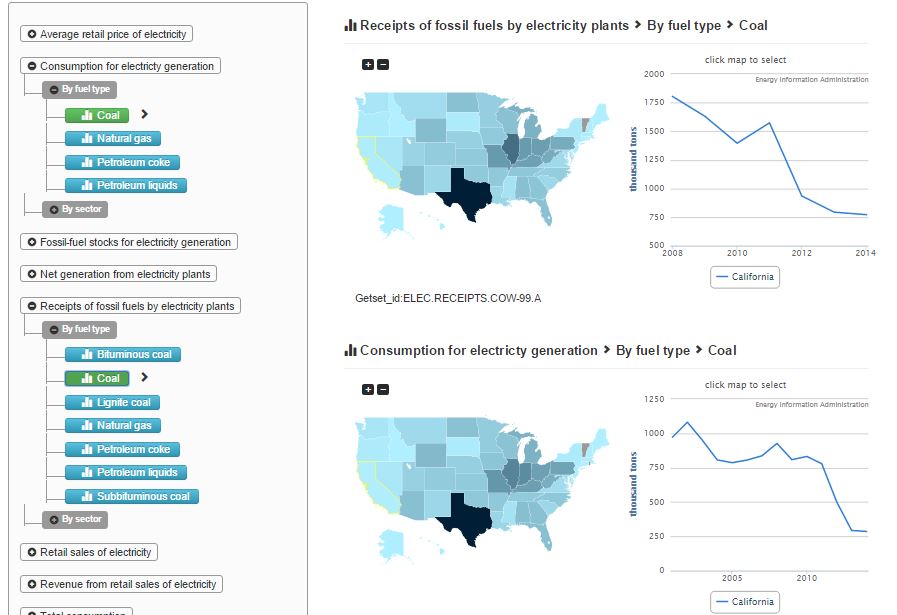 Average retail price of electricity
Consumption for electricty generation
By fuel type
Coal
Natural gas
Petroleum coke
Petroleum liquids
By sector
Fossil-fuel stocks for electricity generation
Net generation from electricity plants
Receipts of fossil fuels by electricity plants
By fuel type
Bituminous coal
Coal
Lignite coal
Natural gas
Petroleum coke
Petroleum liquids
Subbituminous coal
By sector
Retail sales of electricity
Revenue from retail sales of electricity
Total consumption
Receipts of fossil fuels by electricity plants > By fuel type > Coal
click map to select
Energy Information Administration
thousand tons
2000
1750
1500
1250
1000
750
500
2008 2010 2012 2014
California
Getset_id:ELEC.RECEIPTS.COW-99.A
Consumption for electricty generation > By fuel type > Coal
click map to select
Energy Information Administration
thousand tons
1250
1000
750
500
250
0
2005 2010
California